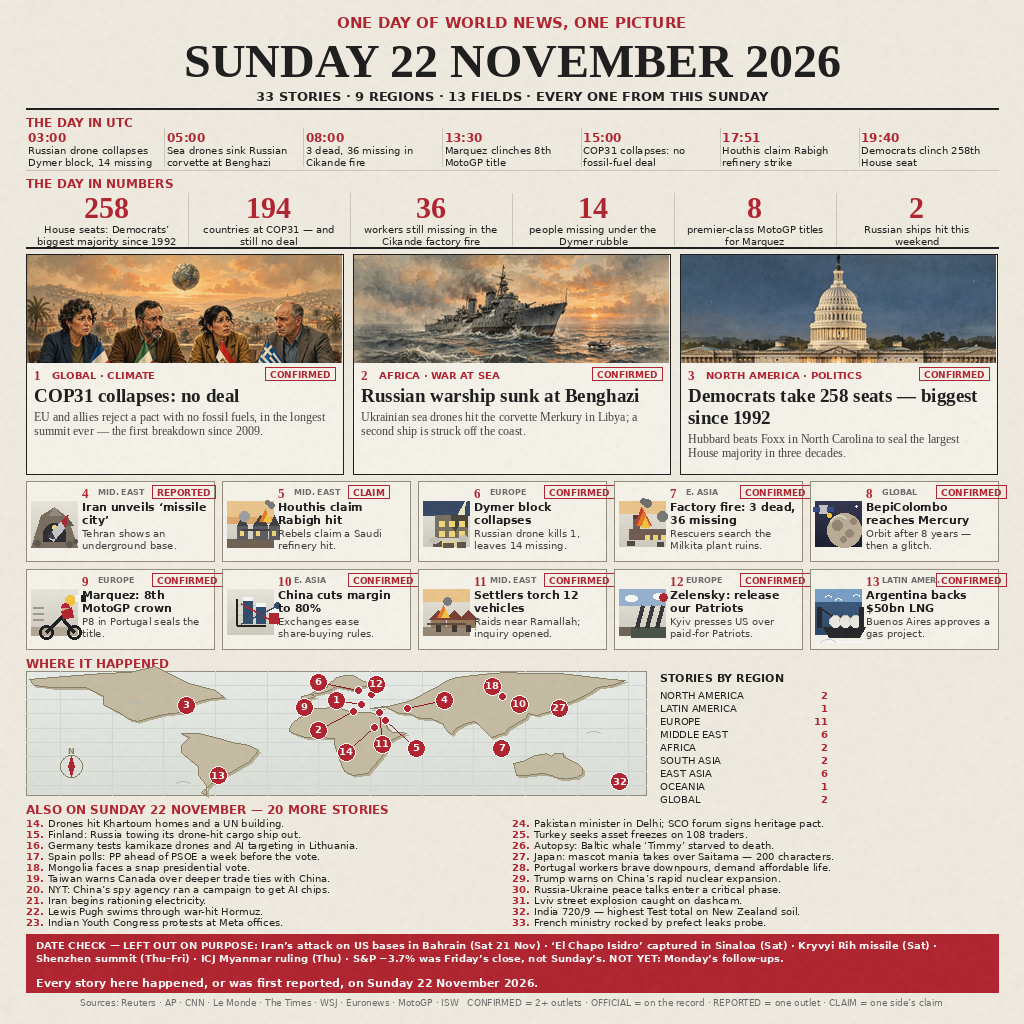 ONE DAY OF WORLD NEWS, ONE PICTURE
SUNDAY 22 NOVEMBER 2026
33 STORIES · 9 REGIONS · 13 FIELDS · EVERY ONE FROM THIS SUNDAY
THE DAY IN UTC
03:00
Russian drone collapses
Dymer block, 14 missing
05:00
Sea drones sink Russian
corvette at Benghazi
08:00
3 dead, 36 missing in
Cikande fire
13:30
Marquez clinches 8th
MotoGP title
15:00
COP31 collapses: no
fossil-fuel deal
17:51
Houthis claim Rabigh
refinery strike
19:40
Democrats clinch 258th
House seat
THE DAY IN NUMBERS
258
House seats: Democrats’
biggest majority since 1992
194
countries at COP31 — and
still no deal
36
workers still missing in the
Cikande factory fire
14
people missing under the
Dymer rubble
8
premier-class MotoGP titles
for Marquez
2
Russian ships hit this
weekend
1 GLOBAL · CLIMATE CONFIRMED
COP31 collapses: no deal
EU and allies reject a pact with no fossil fuels, in the longest
summit ever — the first breakdown since 2009.
2 AFRICA · WAR AT SEA CONFIRMED
Russian warship sunk at Benghazi
Ukrainian sea drones hit the corvette Merkury in Libya; a
second ship is struck off the coast.
3 NORTH AMERICA · POLITICS CONFIRMED
Democrats take 258 seats — biggest
since 1992
Hubbard beats Foxx in North Carolina to seal the largest
House majority in three decades.
4 MID. EAST REPORTED
Iran unveils ‘missile
city’
Tehran shows an
underground base.
5 MID. EAST CLAIM
Houthis claim
Rabigh hit
Rebels claim a Saudi
refinery hit.
6 EUROPE CONFIRMED
Dymer block
collapses
Russian drone kills 1,
leaves 14 missing.
7 E. ASIA CONFIRMED
Factory fire: 3 dead,
36 missing
Rescuers search the
Milkita plant ruins.
8 GLOBAL CONFIRMED
BepiColombo
reaches Mercury
Orbit after 8 years —
then a glitch.
9 EUROPE CONFIRMED
Marquez: 8th
MotoGP crown
P8 in Portugal seals the
title.
10 E. ASIA CONFIRMED
China cuts margin
to 80%
Exchanges ease
share-buying rules.
11 MID. EAST CONFIRMED
Settlers torch 12
vehicles
Raids near Ramallah;
inquiry opened.
12 EUROPE CONFIRMED
Zelensky: release
our Patriots
Kyiv presses US over
paid-for Patriots.
13 LATIN AMER. CONFIRMED
Argentina backs
$50bn LNG
Buenos Aires approves a
gas project.
WHERE IT HAPPENED
6
12
1
9
3
2
14
11
5
4
18
10
27
7
13
32
N
STORIES BY REGION
NORTH AMERICA 2
LATIN AMERICA 1
EUROPE 11
MIDDLE EAST 6
AFRICA 2
SOUTH ASIA 2
EAST ASIA 6
OCEANIA 1
GLOBAL 2
ALSO ON SUNDAY 22 NOVEMBER — 20 MORE STORIES
14. Drones hit Khartoum homes and a UN building.
15. Finland: Russia towing its drone-hit cargo ship out.
16. Germany tests kamikaze drones and AI targeting in Lithuania.
17. Spain polls: PP ahead of PSOE a week before the vote.
18. Mongolia faces a snap presidential vote.
19. Taiwan warns Canada over deeper trade ties with China.
20. NYT: China’s spy agency ran a campaign to get AI chips.
21. Iran begins rationing electricity.
22. Lewis Pugh swims through war-hit Hormuz.
23. Indian Youth Congress protests at Meta offices.
24. Pakistan minister in Delhi; SCO forum signs heritage pact.
25. Turkey seeks asset freezes on 108 traders.
26. Autopsy: Baltic whale ‘Timmy’ starved to death.
27. Japan: mascot mania takes over Saitama — 200 characters.
28. Portugal workers brave downpours, demand affordable life.
29. Trump warns on China’s rapid nuclear expansion.
30. Russia-Ukraine peace talks enter a critical phase.
31. Lviv street explosion caught on dashcam.
32. India 720/9 — highest Test total on New Zealand soil.
33. French ministry rocked by prefect leaks probe.
DATE CHECK — LEFT OUT ON PURPOSE: Iran’s attack on US bases in Bahrain (Sat 21 Nov) · ‘El Chapo Isidro’ captured in Sinaloa (Sat) · Kryvyi Rih missile (Sat) ·
Shenzhen summit (Thu–Fri) · ICJ Myanmar ruling (Thu) · S&P −3.7% was Friday’s close, not Sunday’s. NOT YET: Monday’s follow-ups.
Every story here happened, or was first reported, on Sunday 22 November 2026.
Sources: Reuters · AP · CNN · Le Monde · The Times · WSJ · Euronews · MotoGP · ISW CONFIRMED = 2+ outlets · OFFICIAL = on the record · REPORTED = one outlet · CLAIM = one side’s claim